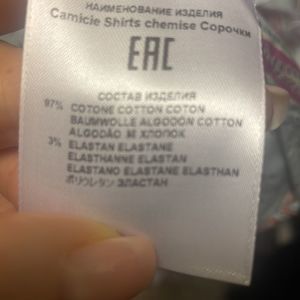 НАИМЕНОВАНИЕ ИЗДЕЛИЯ
Camicie Shirts chemise Сорочки
EAC
СОСТАВ ИЗДЕЛИЯ
97% COTONE COTTON COTON
BAUMWOLLE ALGODÓN COTTON
ALGODÃO 綿 ХЛОПОК
3% ELASTAN ELASTANE
ELASTHANNE ELASTAN
ELASTANO ELASTANE ELASTHAN
ポリウレタン ЭЛАСТАН